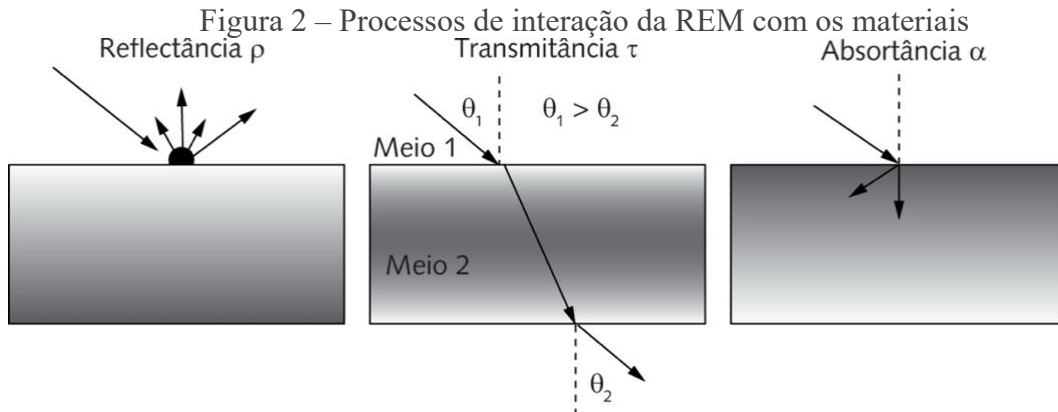 Figura 2 – Processos de interação da REM com os materiais
Reflectância ρ
Transmitância τ
Absortância α
θ₁
θ₁ > θ₂
Meio 1
Meio 2
θ₂